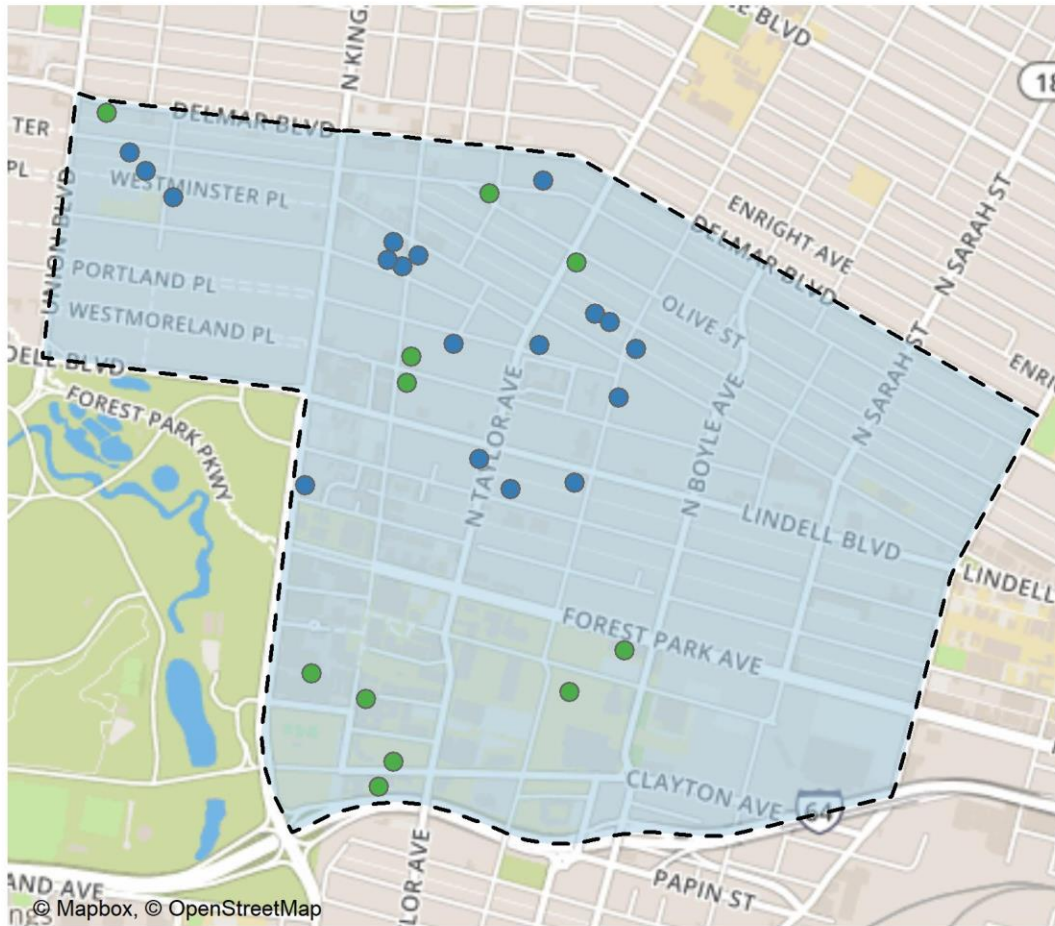 E BLVD
N KING
18
DELMAR BLVD
TER
PL
WESTMINSTER PL
ENRIGHT AVE
DELMAR BLVD
N SARAH ST
UNION BLVD
PORTLAND PL
OLIVE ST
WESTMORELAND PL
DELL BLVD
ENRI
N SARAH ST
FOREST PARK PKWY
N TAYLOR AVE
N BOYLE AVE
LINDELL BLVD
LINDELL
FOREST PARK AVE
CLAYTON AVE
64
LOR AVE
PAPIN ST
AND AVE
ngs
© Mapbox, © OpenStreetMap